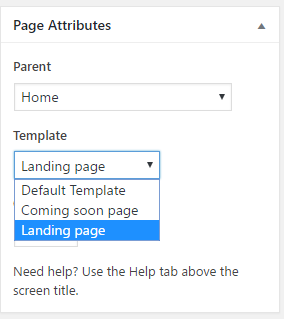 Page Attributes
Parent
Home
Template
Landing page
Default Template
Coming soon page
Landing page
Need help? Use the Help tab above the
screen title.